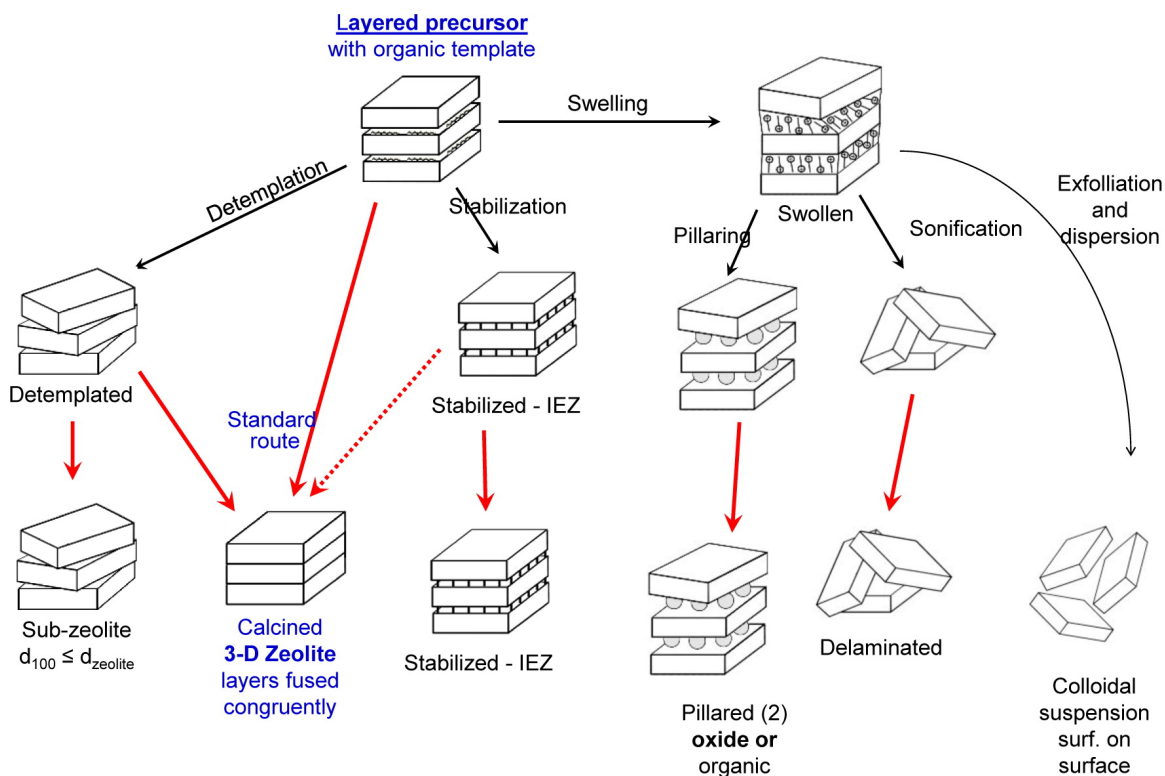 Layered precursor
with organic template
Swelling
Detemplation
Stabilization
Swollen
Exfolliation
and
dispersion
Pillaring
Sonification
Detemplated
Standard
route
Stabilized - IEZ
Sub-zeolite
d100 ≤ dzeolite
Calcined
3-D Zeolite
layers fused
congruently
Stabilized - IEZ
Pillared (2)
oxide or
organic
Delaminated
Colloidal
suspension
surf. on
surface